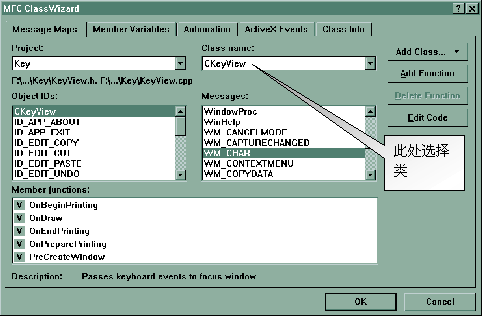 MFC ClassWizard
Message Maps Member Variables Automation ActiveX Events Class Info
Project: Class name:
Key CKeyView
Add Class...
F:\...\Key\KeyView.h, F:\...\Key\KeyView.cpp
Add Function
Object IDs: Messages:
Delete Function
CKeyView WindowProc
ID_APP_ABOUT WinHelp
ID_APP_EXIT WM_CANCELMODE
Edit Code
ID_EDIT_COPY WM_CAPTURECHANGED
ID_EDIT_CUT WM_CHAR
ID_EDIT_PASTE WM_CONTEXTMENU
ID_EDIT_UNDO WM_COPYDATA
此处选择
类
Member functions:
V OnBeginPrinting
V OnDraw
V OnEndPrinting
V OnPreparePrinting
V PreCreateWindow
Description: Passes keyboard events to focus window
OK Cancel